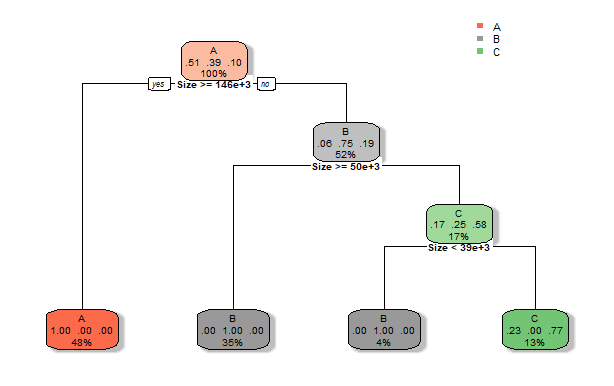 A
B
C
A
.51 .39 .10
100%
yes Size >= 146e+3 no
B
.06 .75 .19
52%
Size >= 50e+3
C
.17 .25 .58
17%
Size < 39e+3
A
1.00 .00 .00
48%
B
.00 1.00 .00
35%
B
.00 1.00 .00
4%
C
.23 .00 .77
13%